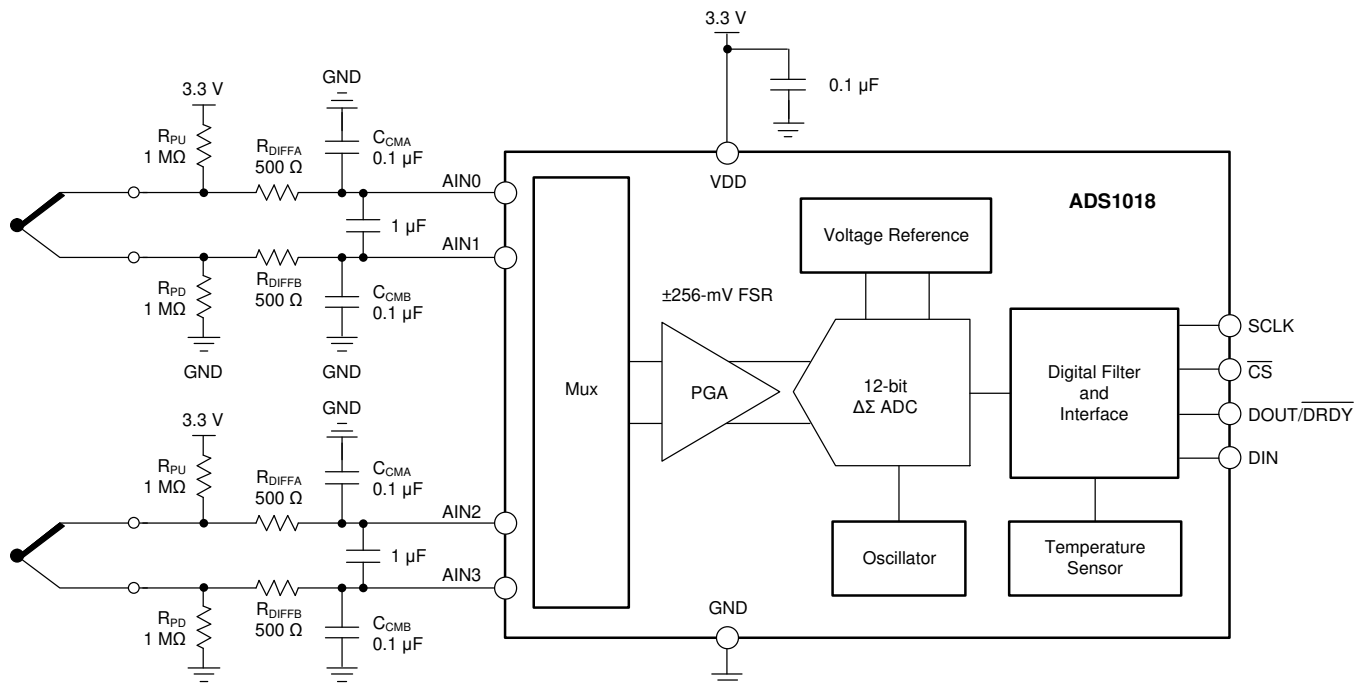 3.3 V
0.1 µF
VDD
ADS1018
GND
3.3 V
R_PU
1 MΩ
R_DIFFA
500 Ω
C_CMA
0.1 µF
AIN0
1 µF
AIN1
R_PD
1 MΩ
R_DIFFB
500 Ω
C_CMB
0.1 µF
GND
GND
3.3 V
R_PU
1 MΩ
R_DIFFA
500 Ω
C_CMA
0.1 µF
AIN2
1 µF
AIN3
R_PD
1 MΩ
R_DIFFB
500 Ω
C_CMB
0.1 µF
Mux
±256-mV FSR
PGA
Voltage Reference
12-bit
ΔΣ ADC
Oscillator
Digital Filter
and
Interface
Temperature
Sensor
SCLK
CS
DOUT/DRDY
DIN
GND